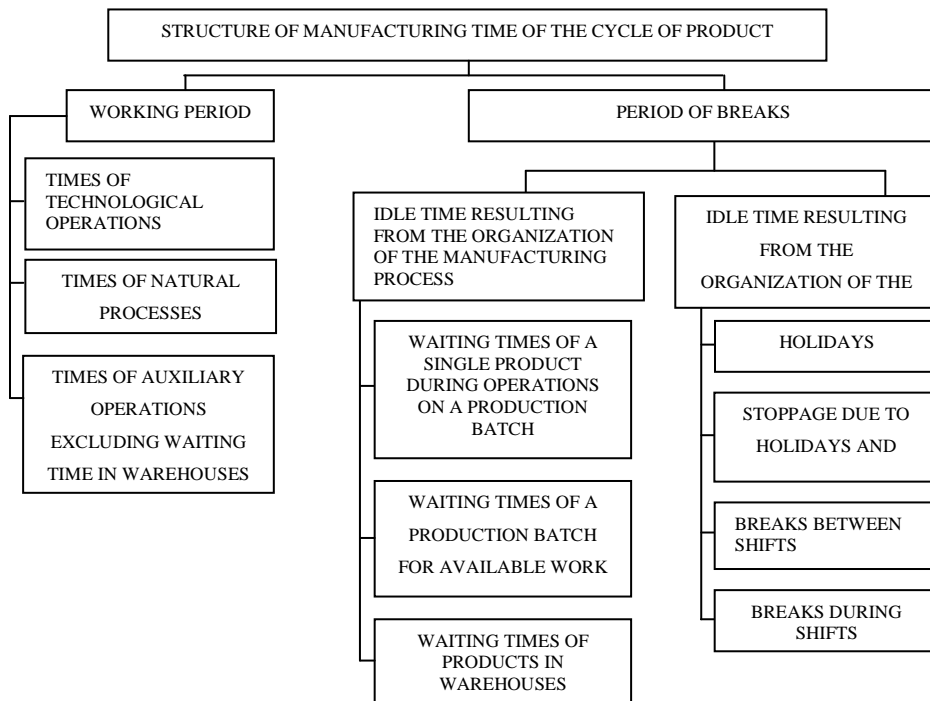 STRUCTURE OF MANUFACTURING TIME OF THE CYCLE OF PRODUCT
WORKING PERIOD
TIMES OF
TECHNOLOGICAL
OPERATIONS
TIMES OF NATURAL
PROCESSES
TIMES OF AUXILIARY
OPERATIONS
EXCLUDING WAITING
TIME IN WAREHOUSES
PERIOD OF BREAKS
IDLE TIME RESULTING
FROM THE ORGANIZATION
OF THE MANUFACTURING
PROCESS
WAITING TIMES OF A
SINGLE PRODUCT
DURING OPERATIONS
ON A PRODUCTION
BATCH
WAITING TIMES OF A
PRODUCTION BATCH
FOR AVAILABLE WORK
WAITING TIMES OF
PRODUCTS IN
WAREHOUSES
IDLE TIME RESULTING
FROM THE
ORGANIZATION OF THE
HOLIDAYS
STOPPAGE DUE TO
HOLIDAYS AND
BREAKS BETWEEN
SHIFTS
BREAKS DURING
SHIFTS